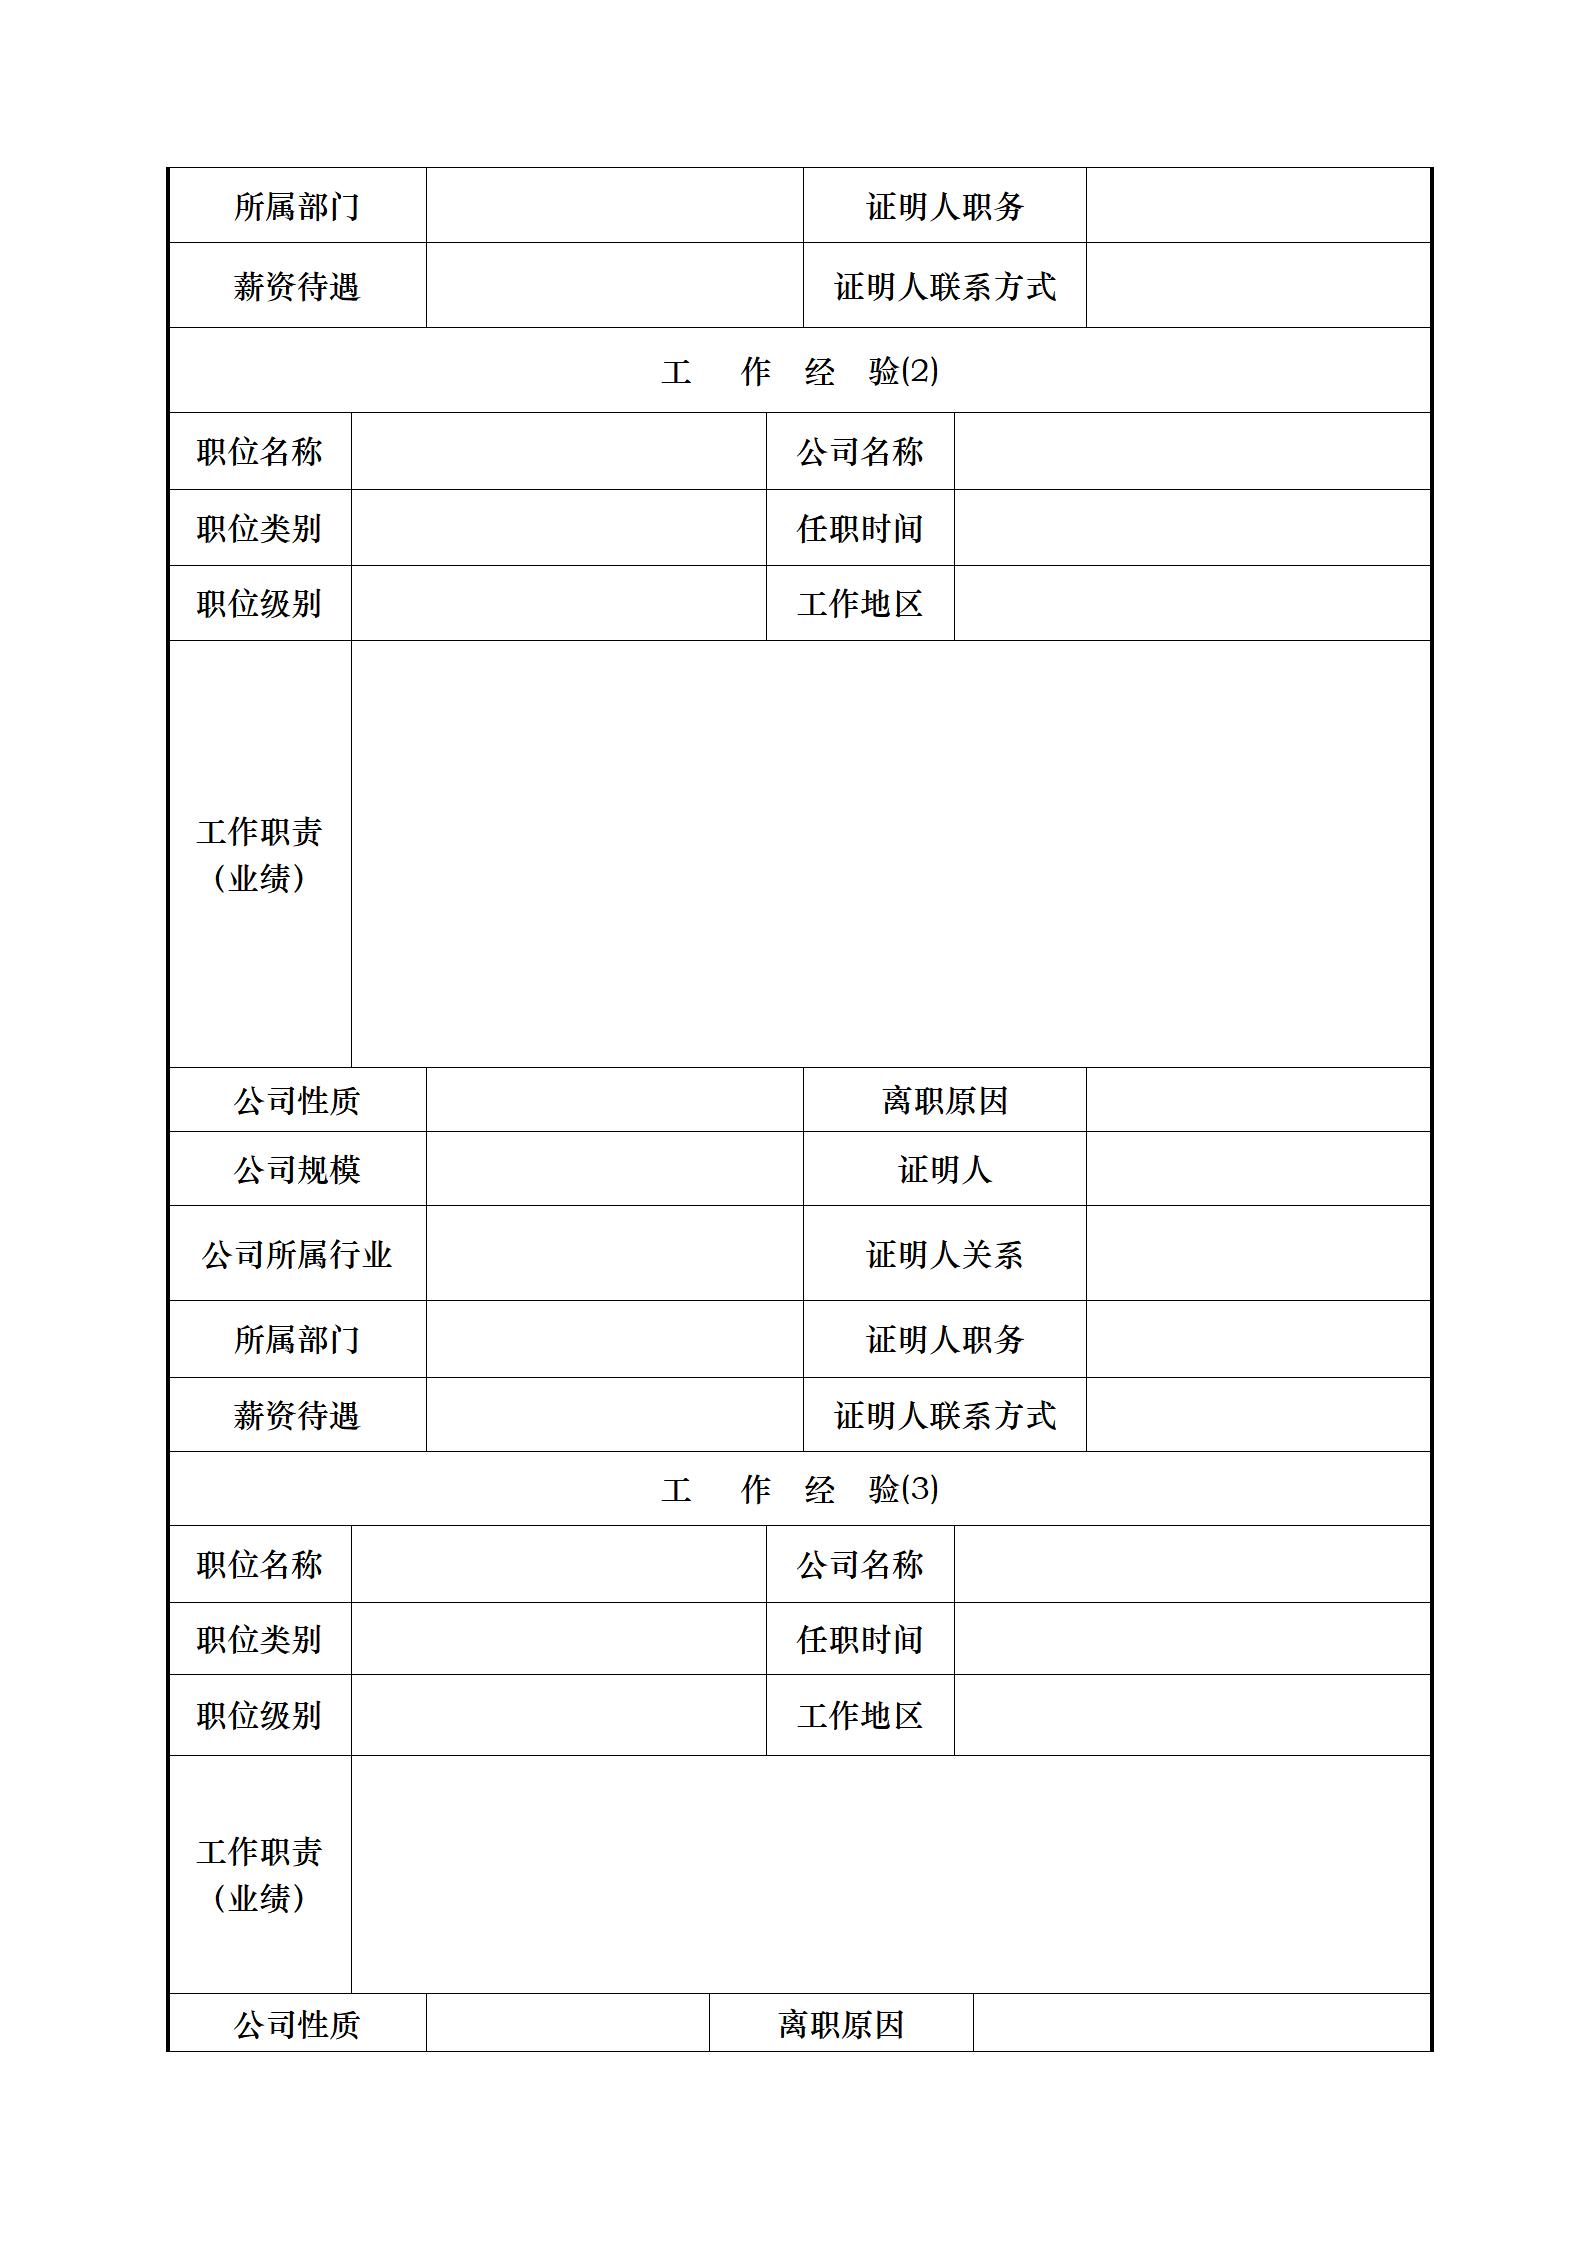 所属部门 证明人职务
薪资待遇 证明人联系方式
工 作 经 验(2)
职位名称 公司名称
职位类别 任职时间
职位级别 工作地区
工作职责
（业绩）
公司性质 离职原因
公司规模 证明人
公司所属行业 证明人关系
所属部门 证明人职务
薪资待遇 证明人联系方式
工 作 经 验(3)
职位名称 公司名称
职位类别 任职时间
职位级别 工作地区
工作职责
（业绩）
公司性质 离职原因